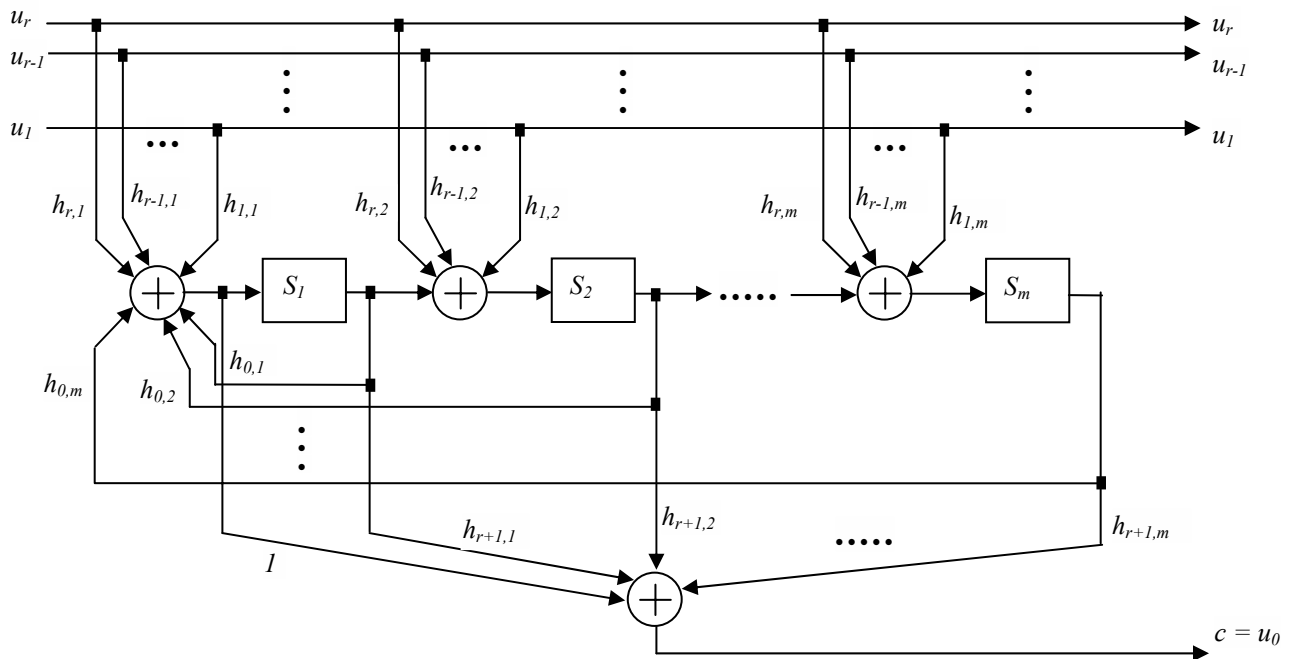 u_r u_r
u_{r-1} u_{r-1}
u_1 u_1
h_{r,1} h_{r-1,1} h_{1,1} h_{r,2} h_{r-1,2} h_{1,2} h_{r,m} h_{r-1,m} h_{1,m}
+ S_1 + S_2 + S_m
h_{0,m} h_{0,2} h_{0,1}
1 h_{r+1,1} h_{r+1,2} h_{r+1,m}
+
c = u_0